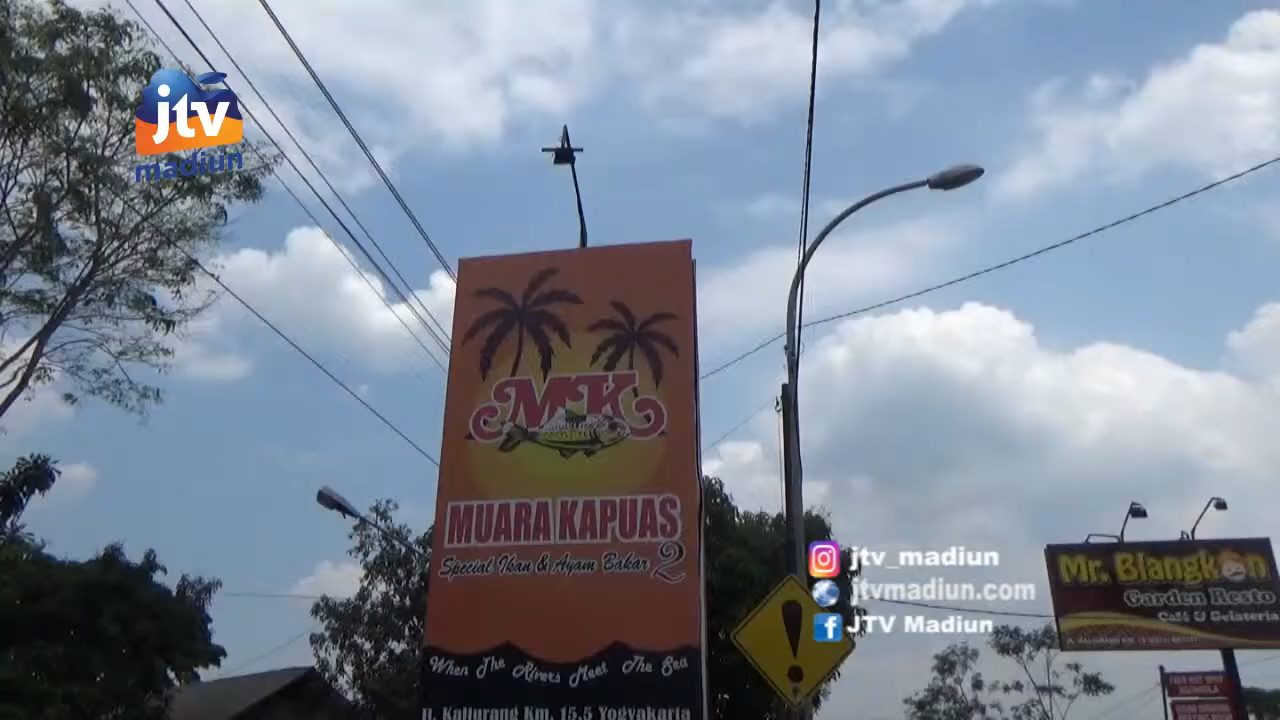 jtv
madiun
MK
MUARA KAPUAS
Special Ikan & Ayam Bakar 2
When The Rivers Meet The Sea
Jl. Kaliurang Km. 15,5 Yogyakarta
!
jtv_madiun
jtvmadiun.com
JTV Madiun
Mr. Blangkon
Garden Resto
Café & Gelateria